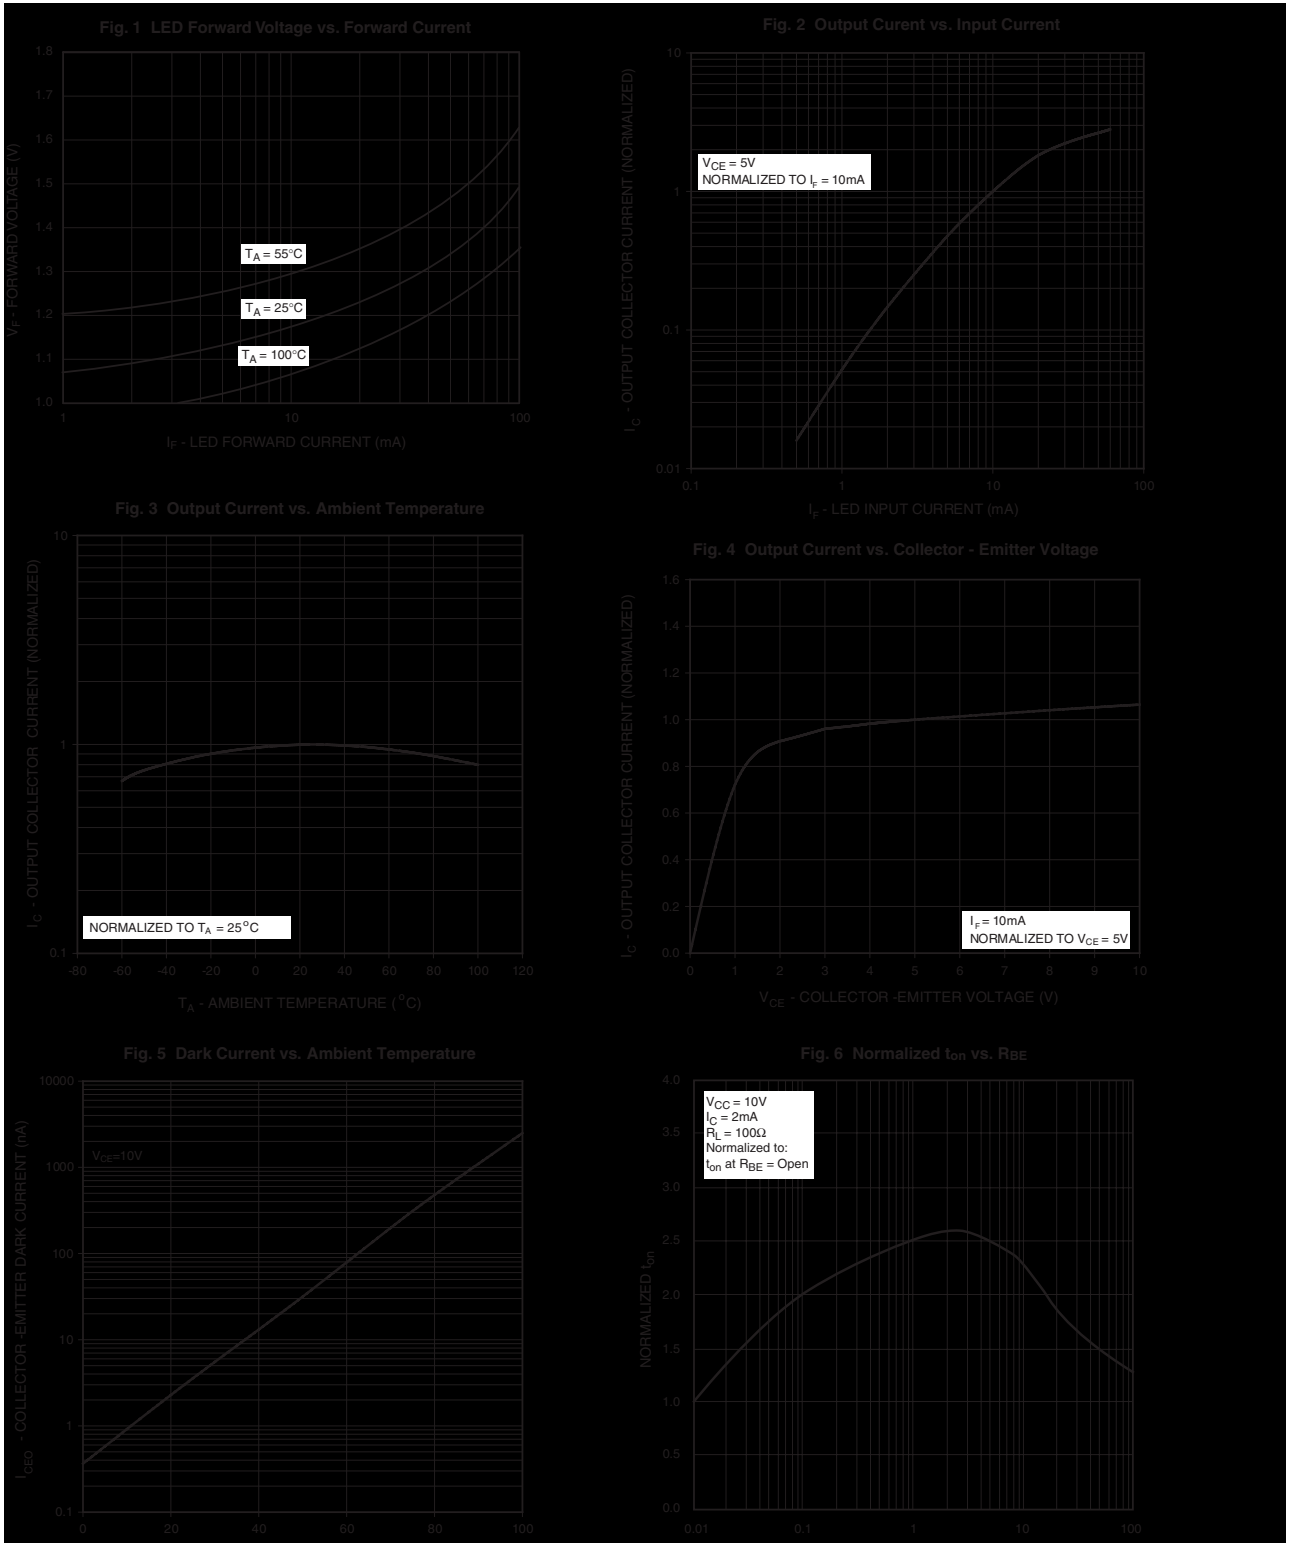 Fig. 1 LED Forward Voltage vs. Forward Current
1.8
1.7
1.6
1.5
1.4
1.3
1.2
1.1
1.0
VF - FORWARD VOLTAGE (V)
TA = 55°C
TA = 25°C
TA = 100°C
1 10 100
IF - LED FORWARD CURRENT (mA)
Fig. 2 Output Curent vs. Input Current
10
1
0.1
0.01
IC - OUTPUT COLLECTOR CURRENT (NORMALIZED)
VCE = 5V
NORMALIZED TO IF = 10mA
0.1 1 10 100
IF - LED INPUT CURRENT (mA)
Fig. 3 Output Current vs. Ambient Temperature
10
1
0.1
IC - OUTPUT COLLECTOR CURRENT (NORMALIZED)
NORMALIZED TO TA = 25°C
-80 -60 -40 -20 0 20 40 60 80 100 120
TA - AMBIENT TEMPERATURE (°C)
Fig. 4 Output Current vs. Collector - Emitter Voltage
1.6
1.4
1.2
1.0
0.8
0.6
0.4
0.2
0.0
IC - OUTPUT COLLECTOR CURRENT (NORMALIZED)
IF = 10mA
NORMALIZED TO VCE = 5V
0 1 2 3 4 5 6 7 8 9 10
VCE - COLLECTOR -EMITTER VOLTAGE (V)
Fig. 5 Dark Current vs. Ambient Temperature
10000
1000
100
10
1
0.1
ICEO - COLLECTOR -EMITTER DARK CURRENT (nA)
VCE=10V
0 20 40 60 80 100
Fig. 6 Normalized ton vs. RBE
4.0
3.5
3.0
2.5
2.0
1.5
1.0
0.5
0.0
NORMALIZED ton
VCC = 10V
IC = 2mA
RL = 100Ω
Normalized to:
ton at RBE = Open
0.01 0.1 1 10 100